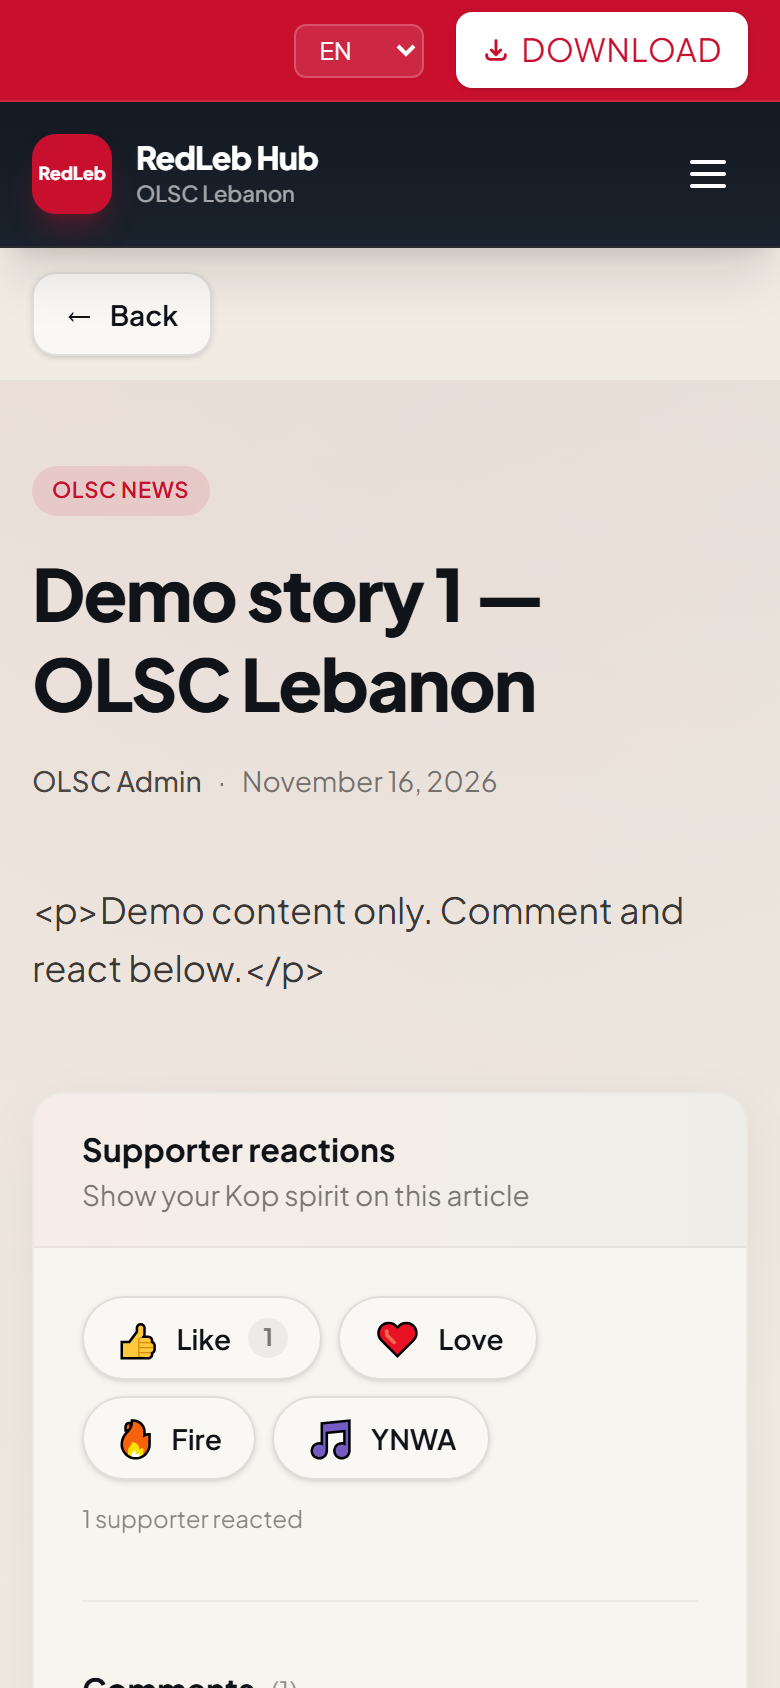 EN
DOWNLOAD
RedLeb
RedLeb Hub
OLSC Lebanon
← Back
OLSC NEWS
Demo story 1 —
OLSC Lebanon
OLSC Admin · November 16, 2026
<p>Demo content only. Comment and
react below.</p>
Supporter reactions
Show your Kop spirit on this article
Like 1
Love
Fire
YNWA
1 supporter reacted
Comments (1)